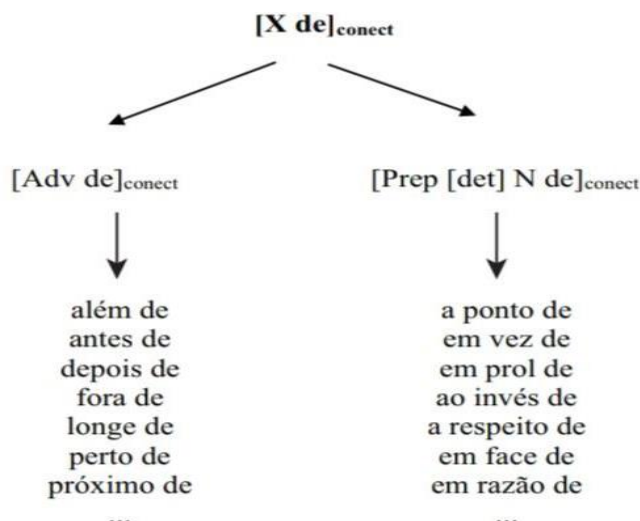 [X de]conect
[Adv de]conect
[Prep [det] N de]conect
além de
antes de
depois de
fora de
longe de
perto de
próximo de
...
a ponto de
em vez de
em prol de
ao invés de
a respeito de
em face de
em razão de
...